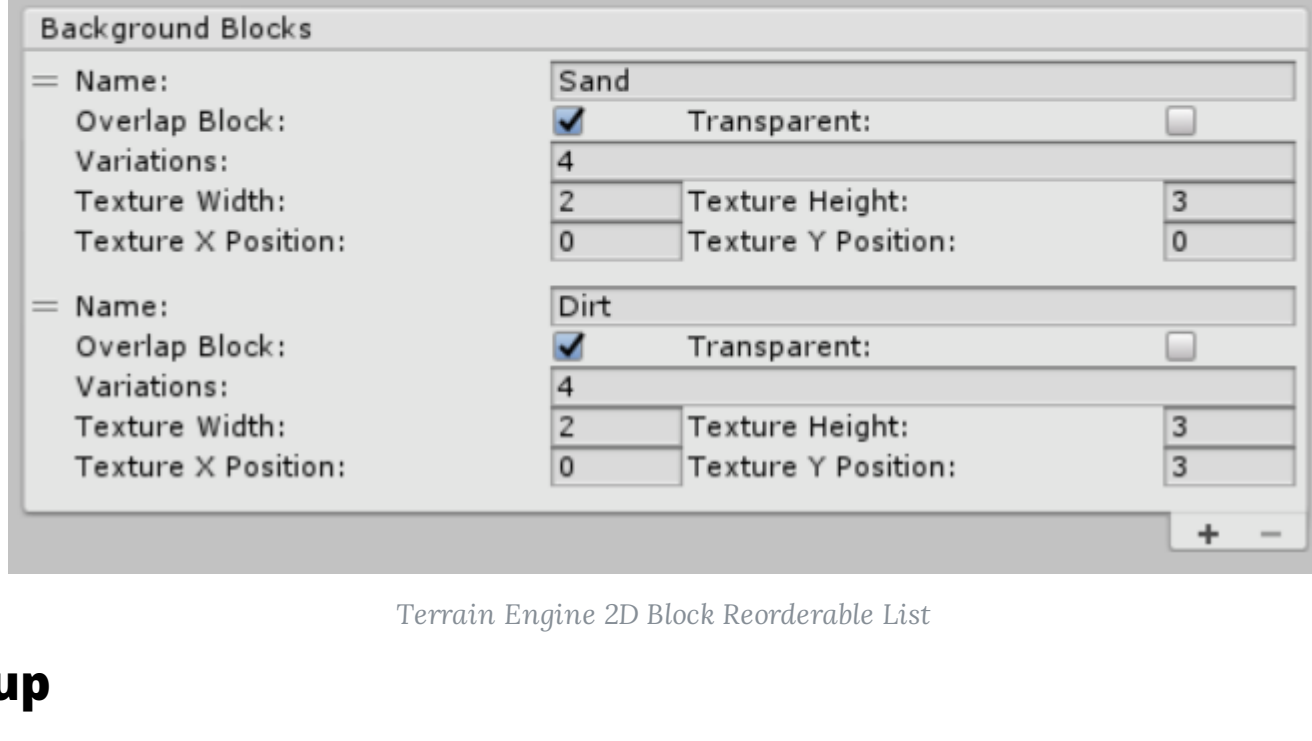 Background Blocks
Name: Sand
Overlap Block: Transparent:
Variations: 4
Texture Width: 2 Texture Height: 3
Texture X Position: 0 Texture Y Position: 0
Name: Dirt
Overlap Block: Transparent:
Variations: 4
Texture Width: 2 Texture Height: 3
Texture X Position: 0 Texture Y Position: 3
+ −
Terrain Engine 2D Block Reorderable List
up